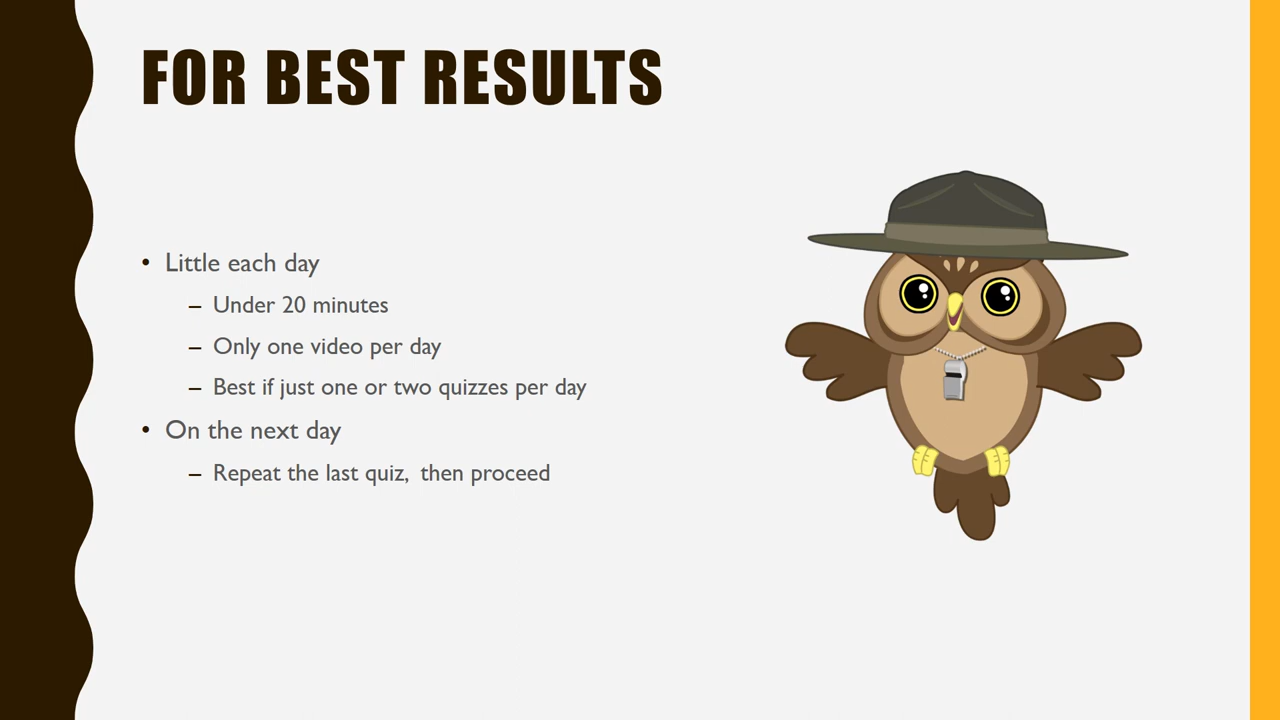 FOR BEST RESULTS
• Little each day
– Under 20 minutes
– Only one video per day
– Best if just one or two quizzes per day
• On the next day
– Repeat the last quiz,  then proceed